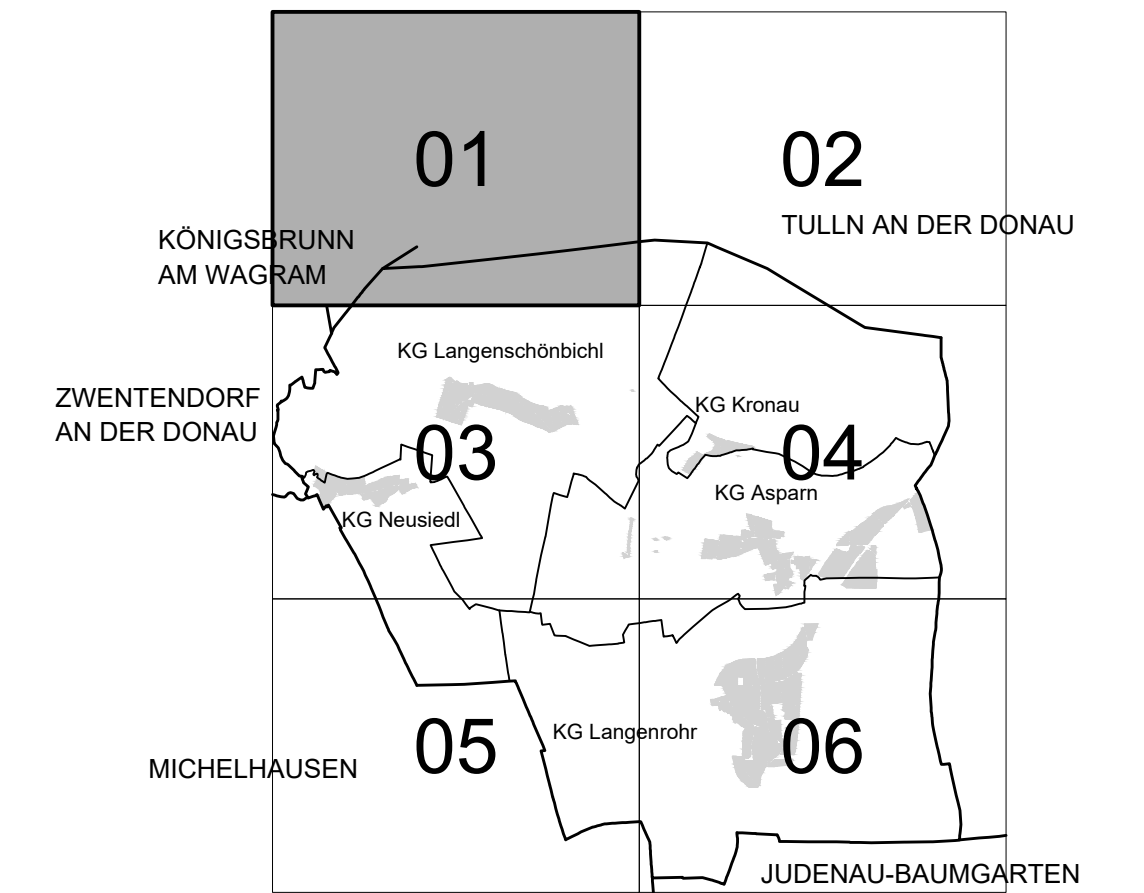 01
02
TULLN AN DER DONAU
KÖNIGSBRUNN
AM WAGRAM
KG Langenschönbichl
ZWENTENDORF
AN DER DONAU
KG Kronau
03
04
KG Asparn
KG Neusiedl
KG Langenrohr
05
06
MICHELHAUSEN
JUDENAU-BAUMGARTEN